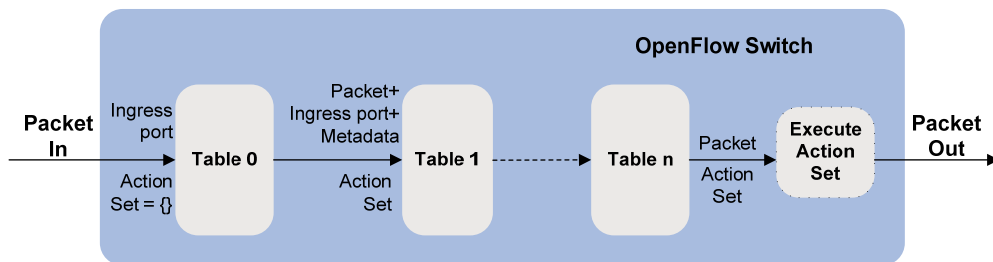 OpenFlow Switch
Packet
In
Ingress
port
Action
Set = {}
Table 0
Packet+
Ingress port+
Metadata
Action
Set
Table 1
Table n
Packet
Action
Set
Execute
Action
Set
Packet
Out